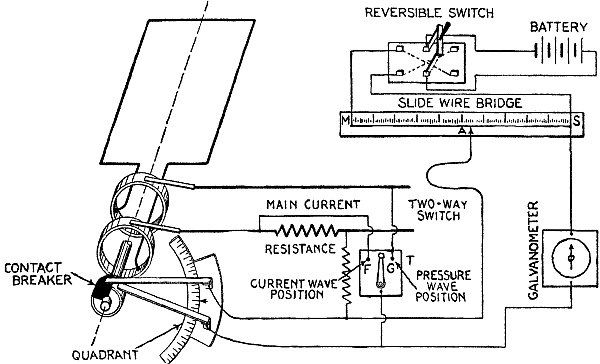 REVERSIBLE SWITCH
BATTERY
SLIDE WIRE BRIDGE
M
S
A
MAIN CURRENT
TWO-WAY
SWITCH
RESISTANCE
GALVANOMETER
CONTACT
BREAKER
F
G
T
CURRENT WAVE
POSITION
PRESSURE
WAVE
POSITION
QUADRANT